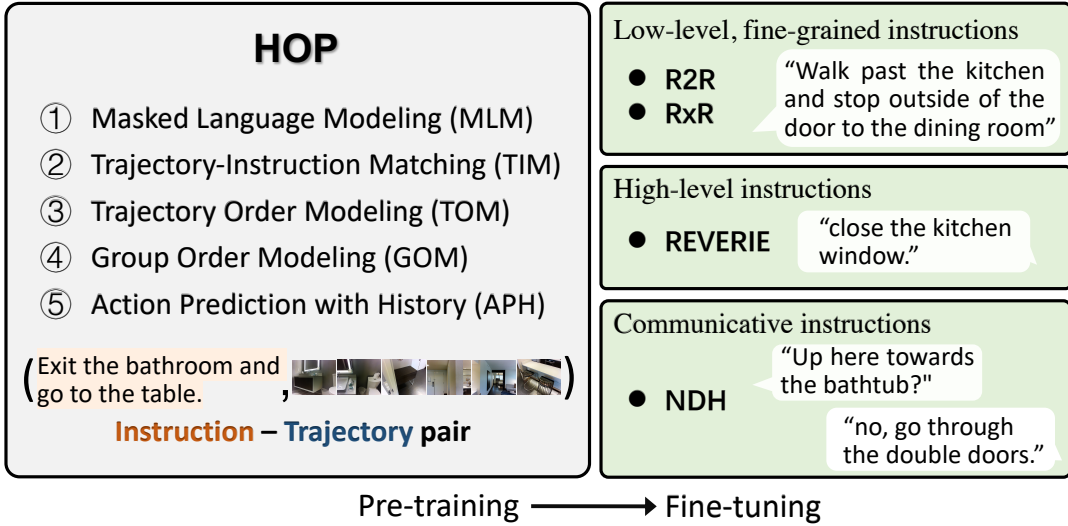 HOP
① Masked Language Modeling (MLM)
② Trajectory-Instruction Matching (TIM)
③ Trajectory Order Modeling (TOM)
④ Group Order Modeling (GOM)
⑤ Action Prediction with History (APH)
(Exit the bathroom and
go to the table. , )
Instruction – Trajectory pair
Low-level, fine-grained instructions
● R2R
● RxR
“Walk past the kitchen
and stop outside of the
door to the dining room”
High-level instructions
● REVERIE
“close the kitchen
window.”
Communicative instructions
● NDH
“Up here towards
the bathtub?"
“no, go through
the double doors.”
Pre-training ⟶ Fine-tuning